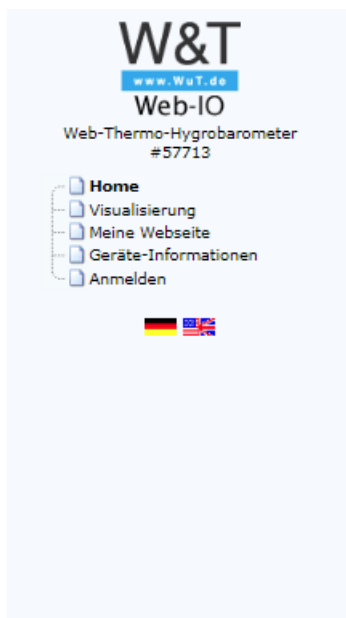 W&T
www.WuT.de
Web-IO
Web-Thermo-Hygrobarometer
#57713
Home
Visualisierung
Meine Webseite
Geräte-Informationen
Anmelden